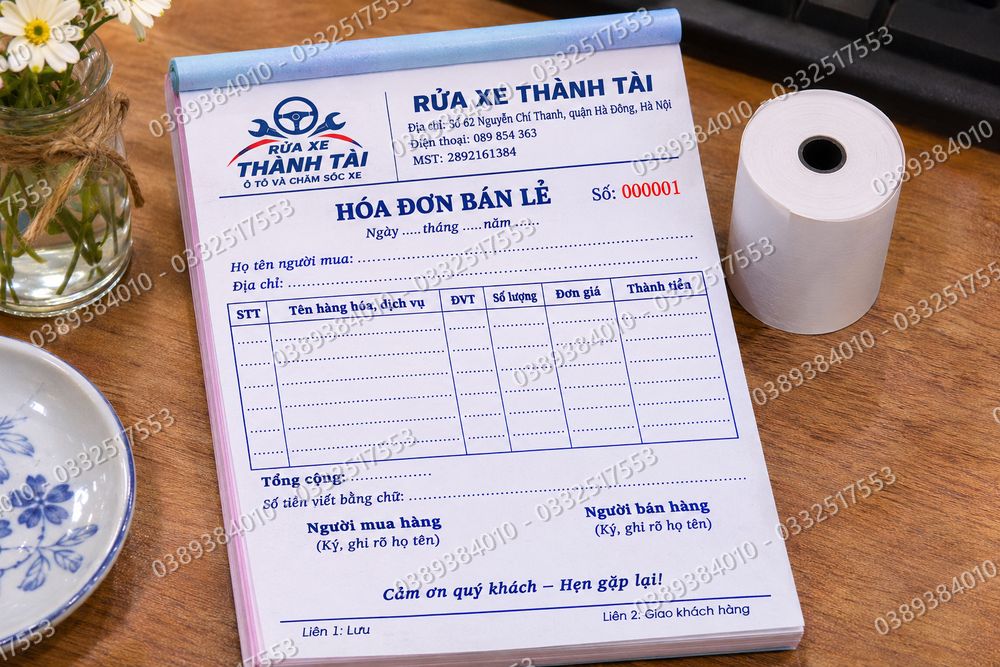 RỬA XE
THÀNH TÀI
Ô TÔ VÀ CHĂM SÓC XE
RỬA XE THÀNH TÀI
Địa chỉ: Số 62 Nguyễn Chí Thanh, quận Hà Đông, Hà Nội
Điện thoại: 089 854 363
MST: 2892161384
HÓA ĐƠN BÁN LẺ
Số: 000001
Ngày ..... tháng ..... năm ......
Họ tên người mua:
Địa chỉ:
STT Tên hàng hóa, dịch vụ ĐVT Số lượng Đơn giá Thành tiền
Tổng cộng:
Số tiền viết bằng chữ:
Người mua hàng Người bán hàng
(Ký, ghi rõ họ tên) (Ký, ghi rõ họ tên)
Cảm ơn quý khách – Hẹn gặp lại!
Liên 1: Lưu Liên 2: Giao khách hàng
0389384010 - 0332517553